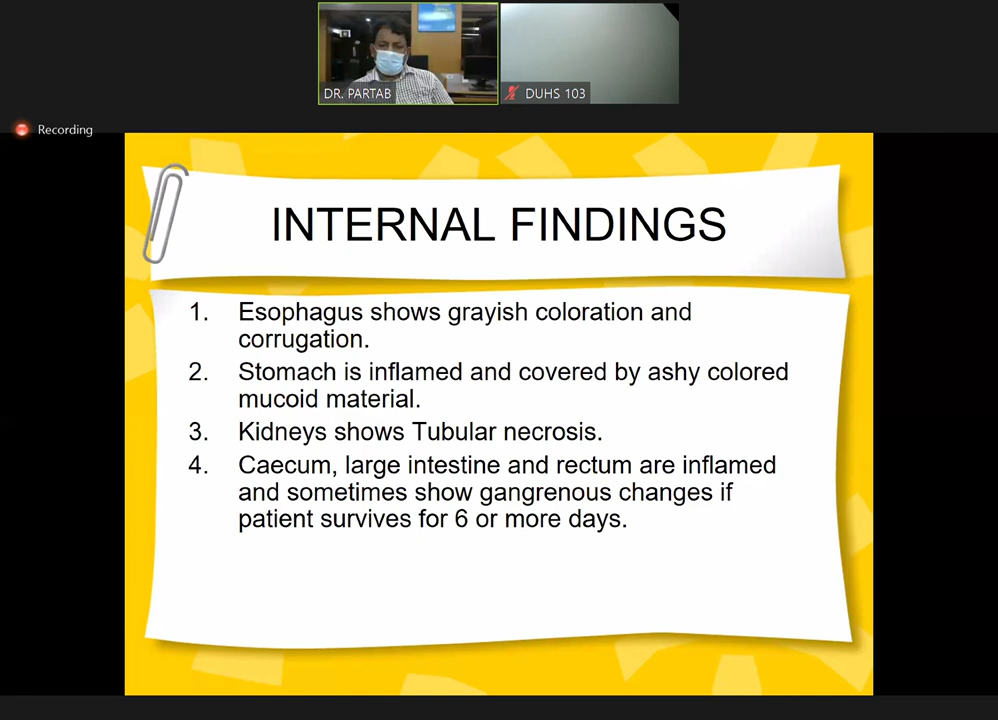 DR. PARTAB
DUHS 103
Recording
INTERNAL FINDINGS
1. Esophagus shows grayish coloration and
corrugation.
2. Stomach is inflamed and covered by ashy colored
mucoid material.
3. Kidneys shows Tubular necrosis.
4. Caecum, large intestine and rectum are inflamed
and sometimes show gangrenous changes if
patient survives for 6 or more days.